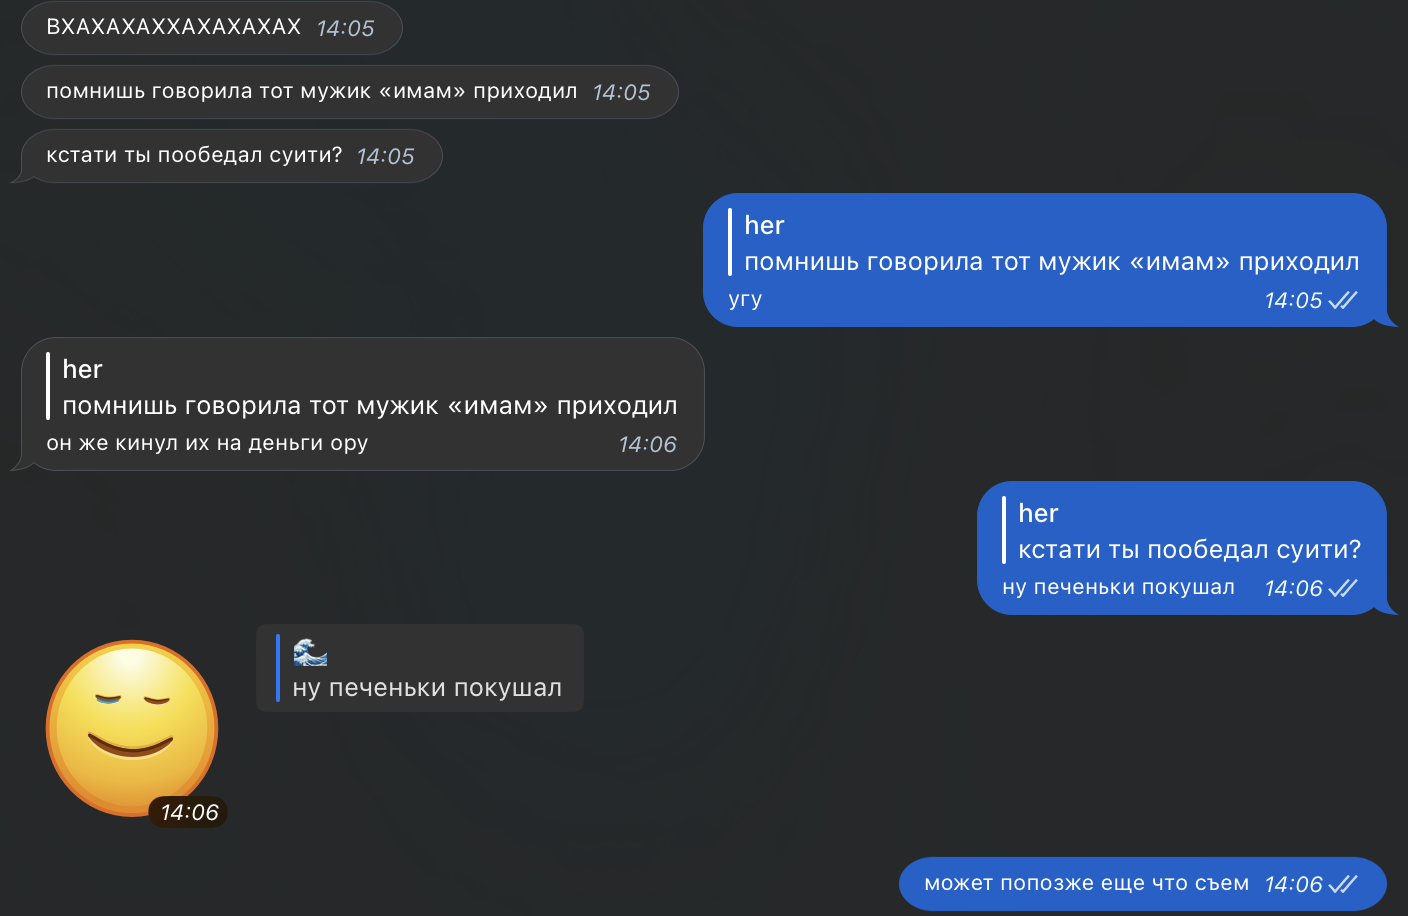 ВХАХАХАХХАХАХАХАХ 14:05
помнишь говорила тот мужик «имам» приходил 14:05
кстати ты пообедал суити? 14:05
her
помнишь говорила тот мужик «имам» приходил
угу 14:05
her
помнишь говорила тот мужик «имам» приходил
он же кинул их на деньги ору 14:06
her
кстати ты пообедал суити?
ну печеньки покушал 14:06
🌊
ну печеньки покушал
14:06
может попозже еще что съем 14:06